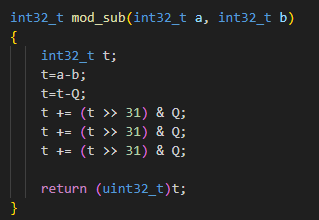 int32_t mod_sub(int32_t a, int32_t b)
{
    int32_t t;
    t=a-b;
    t=t-Q;
    t += (t >> 31) & Q;
    t += (t >> 31) & Q;
    t += (t >> 31) & Q;
    return (uint32_t)t;
}